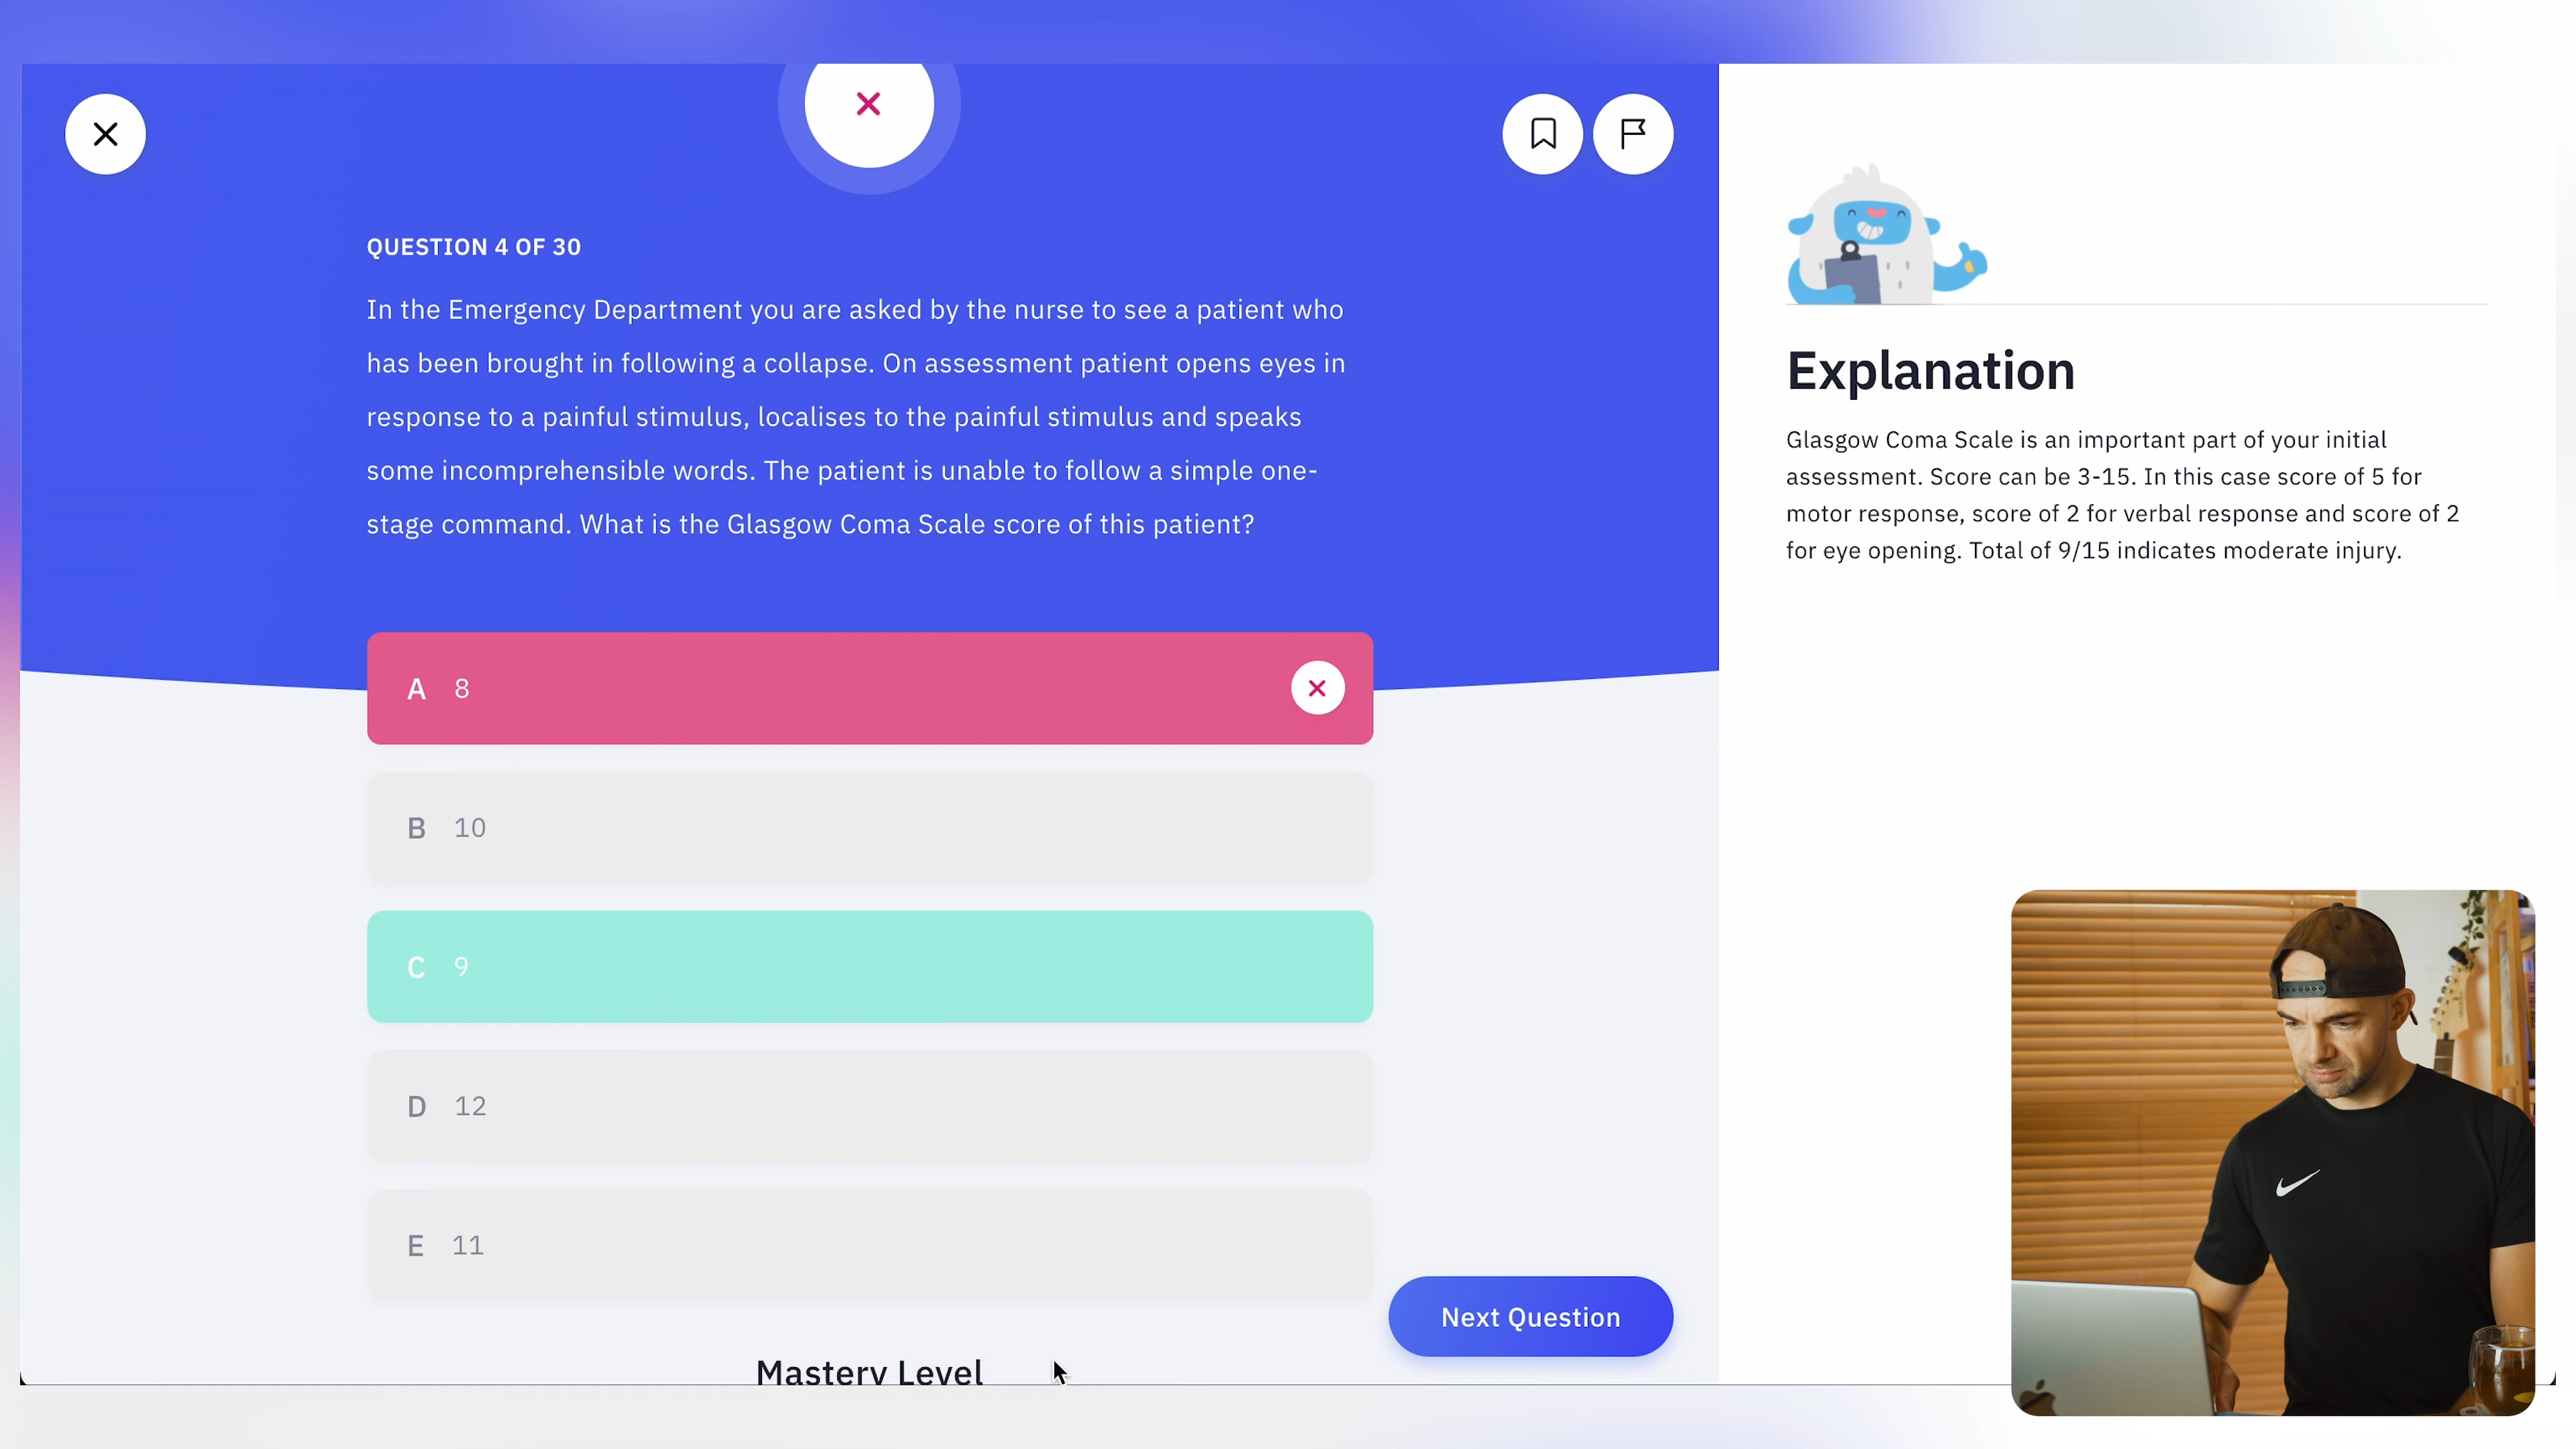 QUESTION 4 OF 30
In the Emergency Department you are asked by the nurse to see a patient who
has been brought in following a collapse. On assessment patient opens eyes in
response to a painful stimulus, localises to the painful stimulus and speaks
some incomprehensible words. The patient is unable to follow a simple one-
stage command. What is the Glasgow Coma Scale score of this patient?
A 8
B 10
C 9
D 12
E 11
Next Question
Mastery Level
Explanation
Glasgow Coma Scale is an important part of your initial
assessment. Score can be 3-15. In this case score of 5 for
motor response, score of 2 for verbal response and score of 2
for eye opening. Total of 9/15 indicates moderate injury.